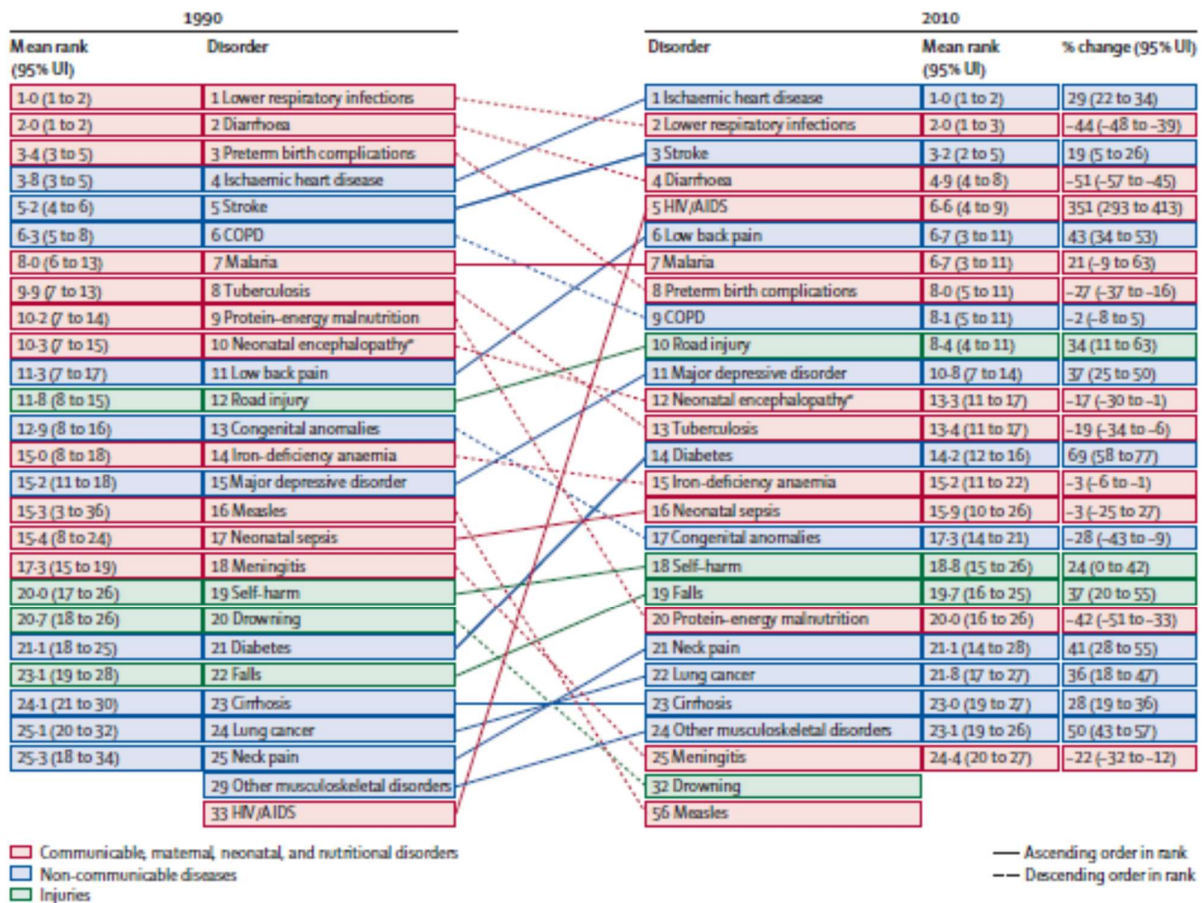 1990
2010
Mean rank (95% UI) Disorder
Disorder Mean rank (95% UI) % change (95% UI)
1·0 (1 to 2) 1 Lower respiratory infections 1 Ischaemic heart disease 1·0 (1 to 2) 29 (22 to 34)
2·0 (1 to 2) 2 Diarrhoea 2 Lower respiratory infections 2·0 (1 to 3) –44 (–48 to –39)
3·4 (3 to 5) 3 Preterm birth complications 3 Stroke 3·2 (2 to 5) 19 (5 to 26)
3·8 (3 to 5) 4 Ischaemic heart disease 4 Diarrhoea 4·9 (4 to 8) –51 (–57 to –45)
5·2 (4 to 6) 5 Stroke 5 HIV/AIDS 6·6 (4 to 9) 351 (293 to 413)
6·3 (5 to 8) 6 COPD 6 Low back pain 6·7 (3 to 11) 43 (34 to 53)
8·0 (6 to 13) 7 Malaria 7 Malaria 6·7 (3 to 11) 21 (–9 to 63)
9·9 (7 to 13) 8 Tuberculosis 8 Preterm birth complications 8·0 (5 to 11) –27 (–37 to –16)
10·2 (7 to 14) 9 Protein–energy malnutrition 9 COPD 8·1 (5 to 11) –2 (–8 to 5)
10·3 (7 to 15) 10 Neonatal encephalopathy* 10 Road injury 8·4 (4 to 11) 34 (11 to 63)
11·3 (7 to 17) 11 Low back pain 11 Major depressive disorder 10·8 (7 to 14) 37 (25 to 50)
11·8 (8 to 15) 12 Road injury 12 Neonatal encephalopathy* 13·3 (11 to 17) –17 (–30 to –1)
12·9 (8 to 16) 13 Congenital anomalies 13 Tuberculosis 13·4 (11 to 17) –19 (–34 to –6)
15·0 (8 to 18) 14 Iron-deficiency anaemia 14 Diabetes 14·2 (12 to 16) 69 (58 to 77)
15·2 (11 to 18) 15 Major depressive disorder 15 Iron-deficiency anaemia 15·2 (11 to 22) –3 (–6 to –1)
15·3 (3 to 36) 16 Measles 16 Neonatal sepsis 15·9 (10 to 26) –3 (–25 to 27)
15·4 (8 to 24) 17 Neonatal sepsis 17 Congenital anomalies 17·3 (14 to 21) –28 (–43 to –9)
17·3 (15 to 19) 18 Meningitis 18 Self-harm 18·8 (15 to 26) 24 (0 to 42)
20·0 (17 to 26) 19 Self-harm 19 Falls 19·7 (16 to 25) 37 (20 to 55)
20·7 (18 to 26) 20 Drowning 20 Protein–energy malnutrition 20·0 (16 to 26) –42 (–51 to –33)
21·1 (18 to 25) 21 Diabetes 21 Neck pain 21·1 (14 to 28) 41 (28 to 55)
23·1 (19 to 28) 22 Falls 22 Lung cancer 21·8 (17 to 27) 36 (18 to 47)
24·1 (21 to 30) 23 Cirrhosis 23 Cirrhosis 23·0 (19 to 27) 28 (19 to 36)
25·1 (20 to 32) 24 Lung cancer 24 Other musculoskeletal disorders 23·1 (19 to 26) 50 (43 to 57)
25·3 (18 to 34) 25 Neck pain 25 Meningitis 24·4 (20 to 27) –22 (–32 to –12)
29 Other musculoskeletal disorders 32 Drowning
33 HIV/AIDS 56 Measles
Communicable, maternal, neonatal, and nutritional disorders
Non-communicable diseases
Injuries
Ascending order in rank
Descending order in rank